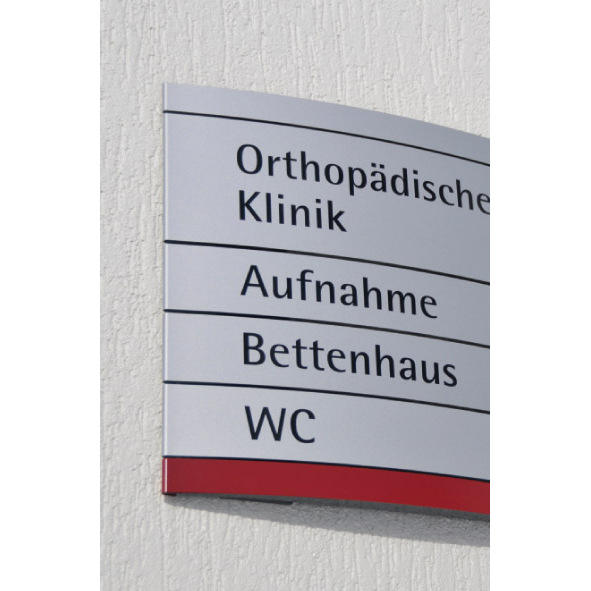 Orthopädische
Klinik
Aufnahme
Bettenhaus
WC